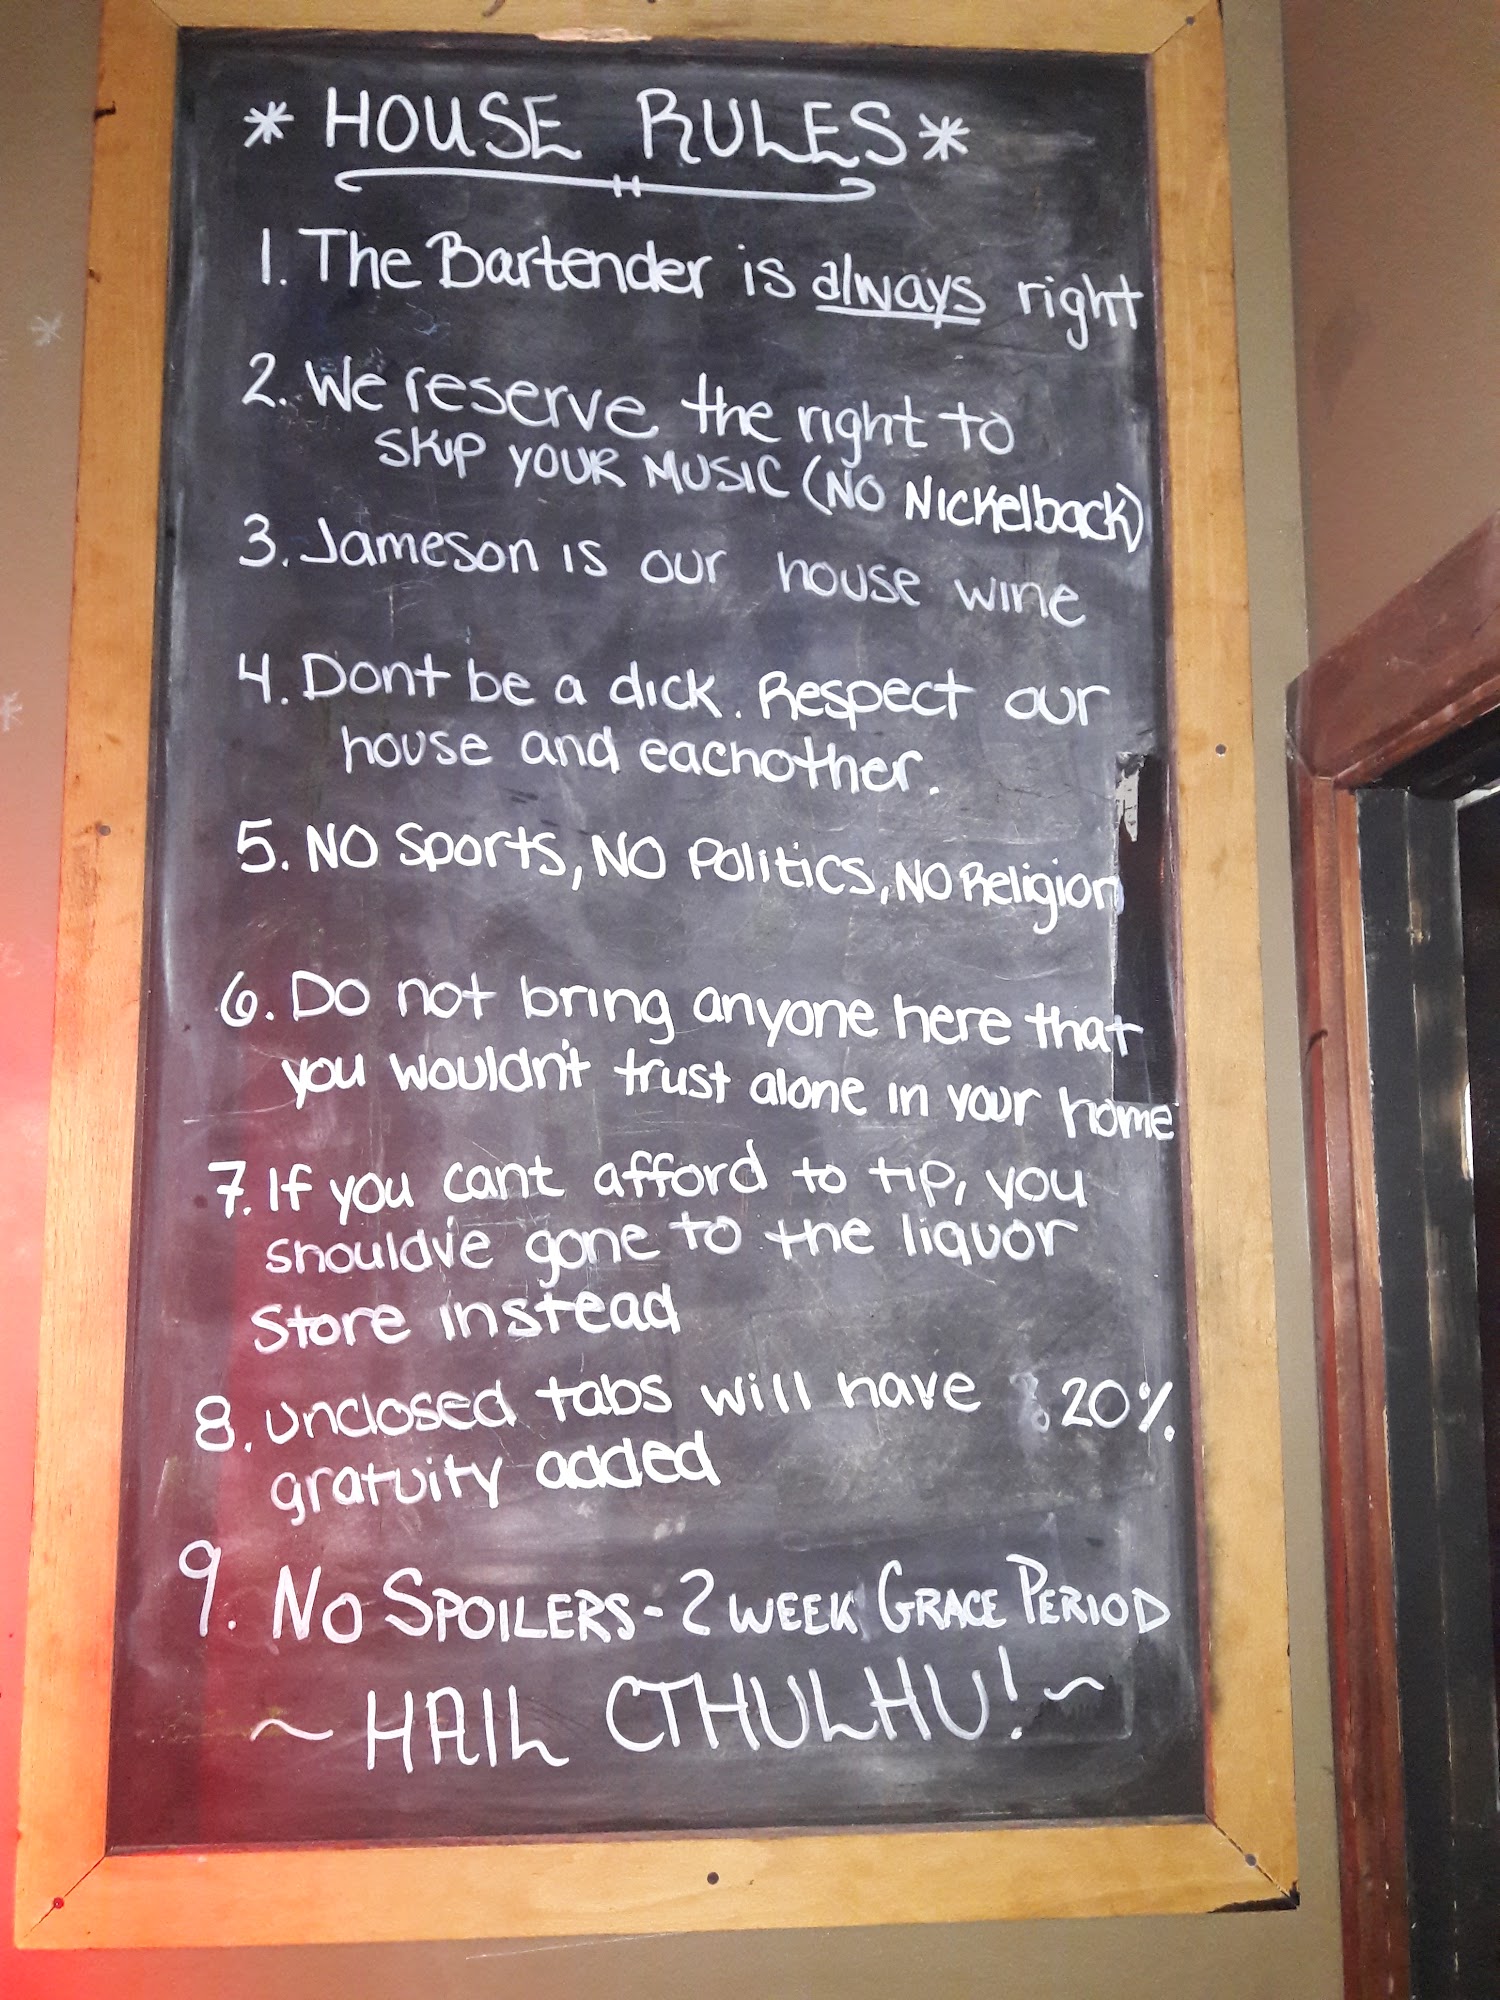 * HOUSE RULES *
1. The Bartender is always right
2. We reserve the right to
SKIP YOUR MUSIC (NO Nickelback)
3. Jameson is our house wine
4. Dont be a dick. Respect our
house and eachother.
5. NO Sports, NO Politics, NO Religion
6. Do not bring anyone here that
you wouldn't trust alone in your home
7. If you cant afford to tip, you
shouldv'e gone to the liquor
Store instead
8. Unclosed tabs will have 20%
gratuity added
9. NO SPOILERS - 2 WEEK GRACE PERIOD
~ HAIL CTHULHU! ~